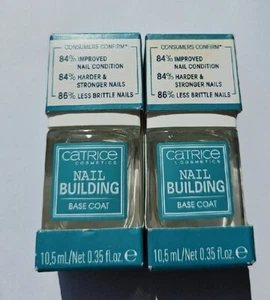 CONSUMERS CONFIRM*
84% IMPROVED
NAIL CONDITION
84% HARDER &
STRONGER NAILS
86% LESS BRITTLE NAILS
CATRICE
COSMETICS
NAIL
BUILDING
BASE COAT
10,5 mL/Net 0.35 fl.oz. ℮
CONSUMERS CONFIRM*
84% IMPROVED
NAIL CONDITION
84% HARDER &
STRONGER NAILS
86% LESS BRITTLE NAILS
CATRICE
COSMETICS
NAIL
BUILDING
BASE COAT
10,5 mL/Net 0.35 fl.oz. ℮